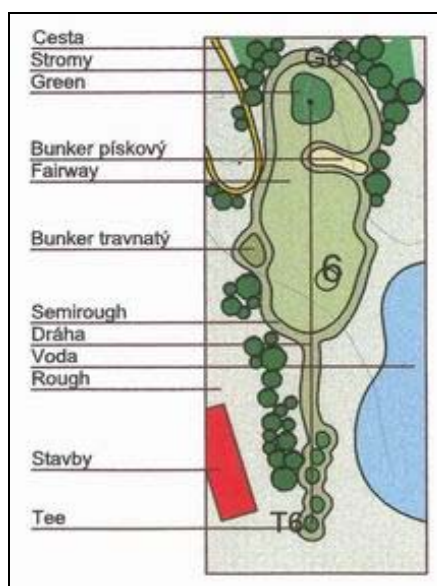 Cesta
Stromy
Green
G6
Bunker pískový
Fairway
Bunker travnatý
6
Semirough
Dráha
Voda
Rough
Stavby
Tee
T6